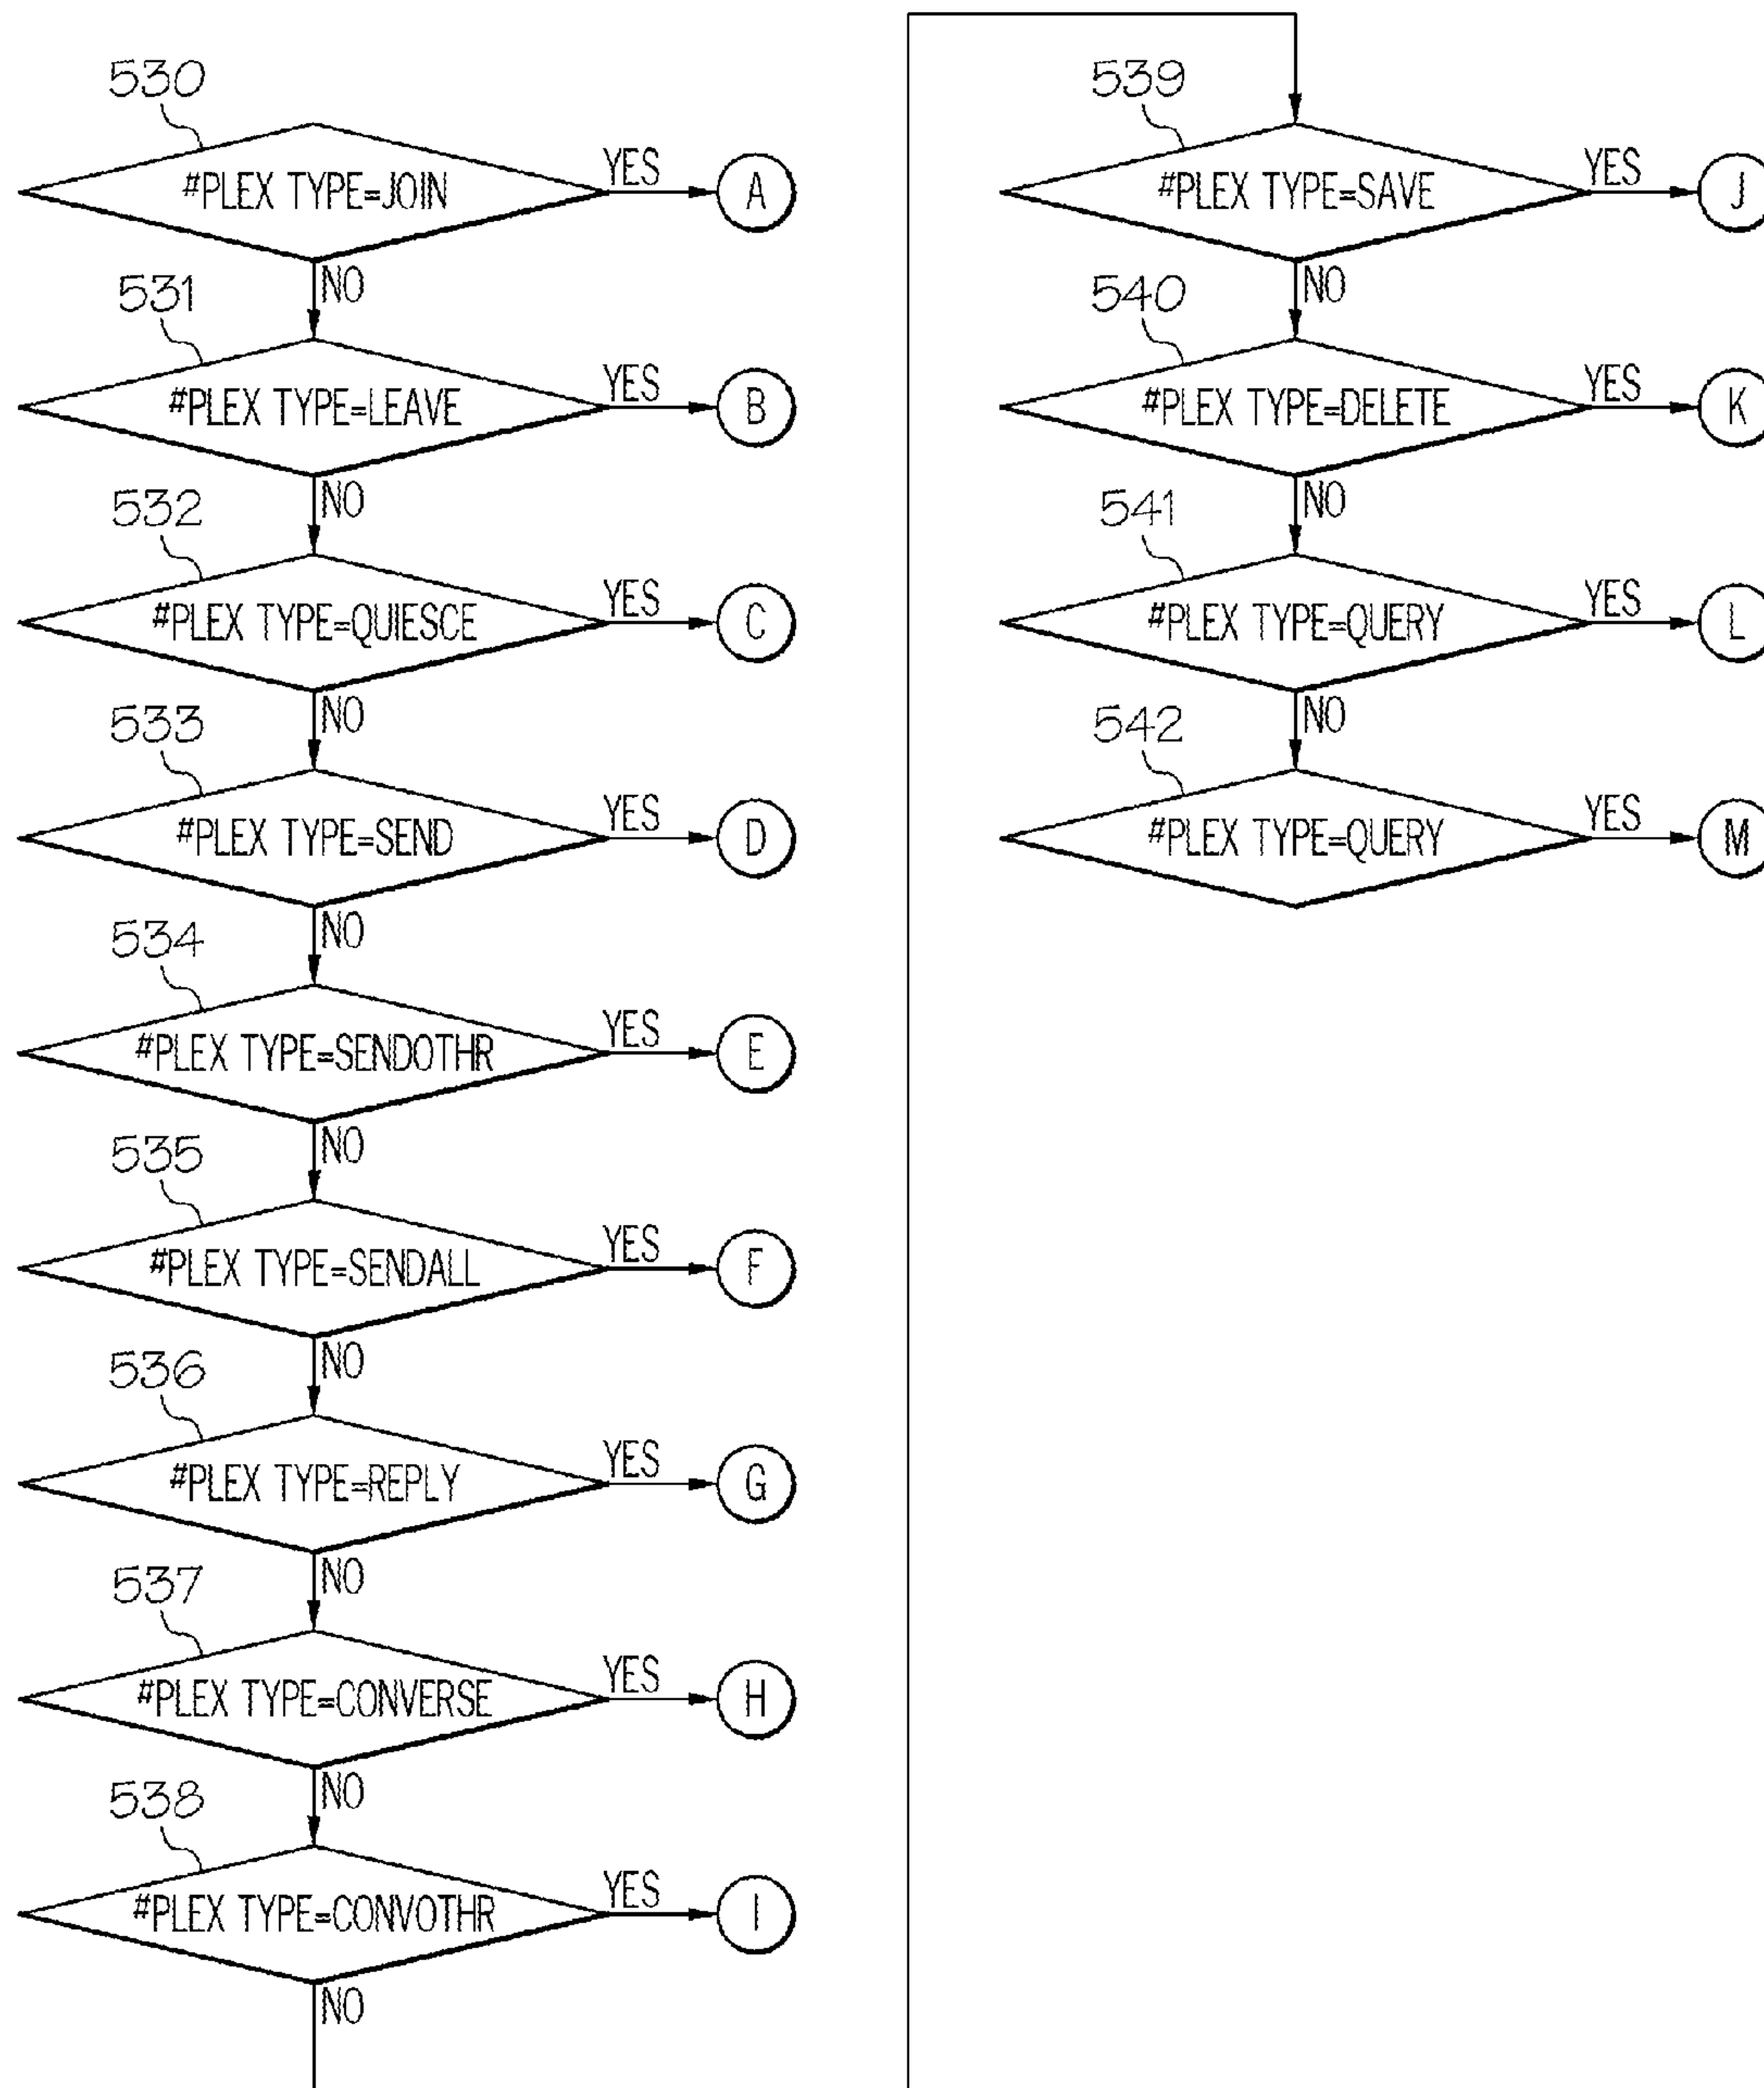 530
#PLEX TYPE=JOIN
YES
A
NO
531
#PLEX TYPE=LEAVE
YES
B
NO
532
#PLEX TYPE=QUIESCE
YES
C
NO
533
#PLEX TYPE=SEND
YES
D
NO
534
#PLEX TYPE=SENDOTHR
YES
E
NO
535
#PLEX TYPE=SENDALL
YES
F
NO
536
#PLEX TYPE=REPLY
YES
G
NO
537
#PLEX TYPE=CONVERSE
YES
H
NO
538
#PLEX TYPE=CONVOTHR
YES
I
NO
539
#PLEX TYPE=SAVE
YES
J
NO
540
#PLEX TYPE=DELETE
YES
K
NO
541
#PLEX TYPE=QUERY
YES
L
NO
542
#PLEX TYPE=QUERY
YES
M